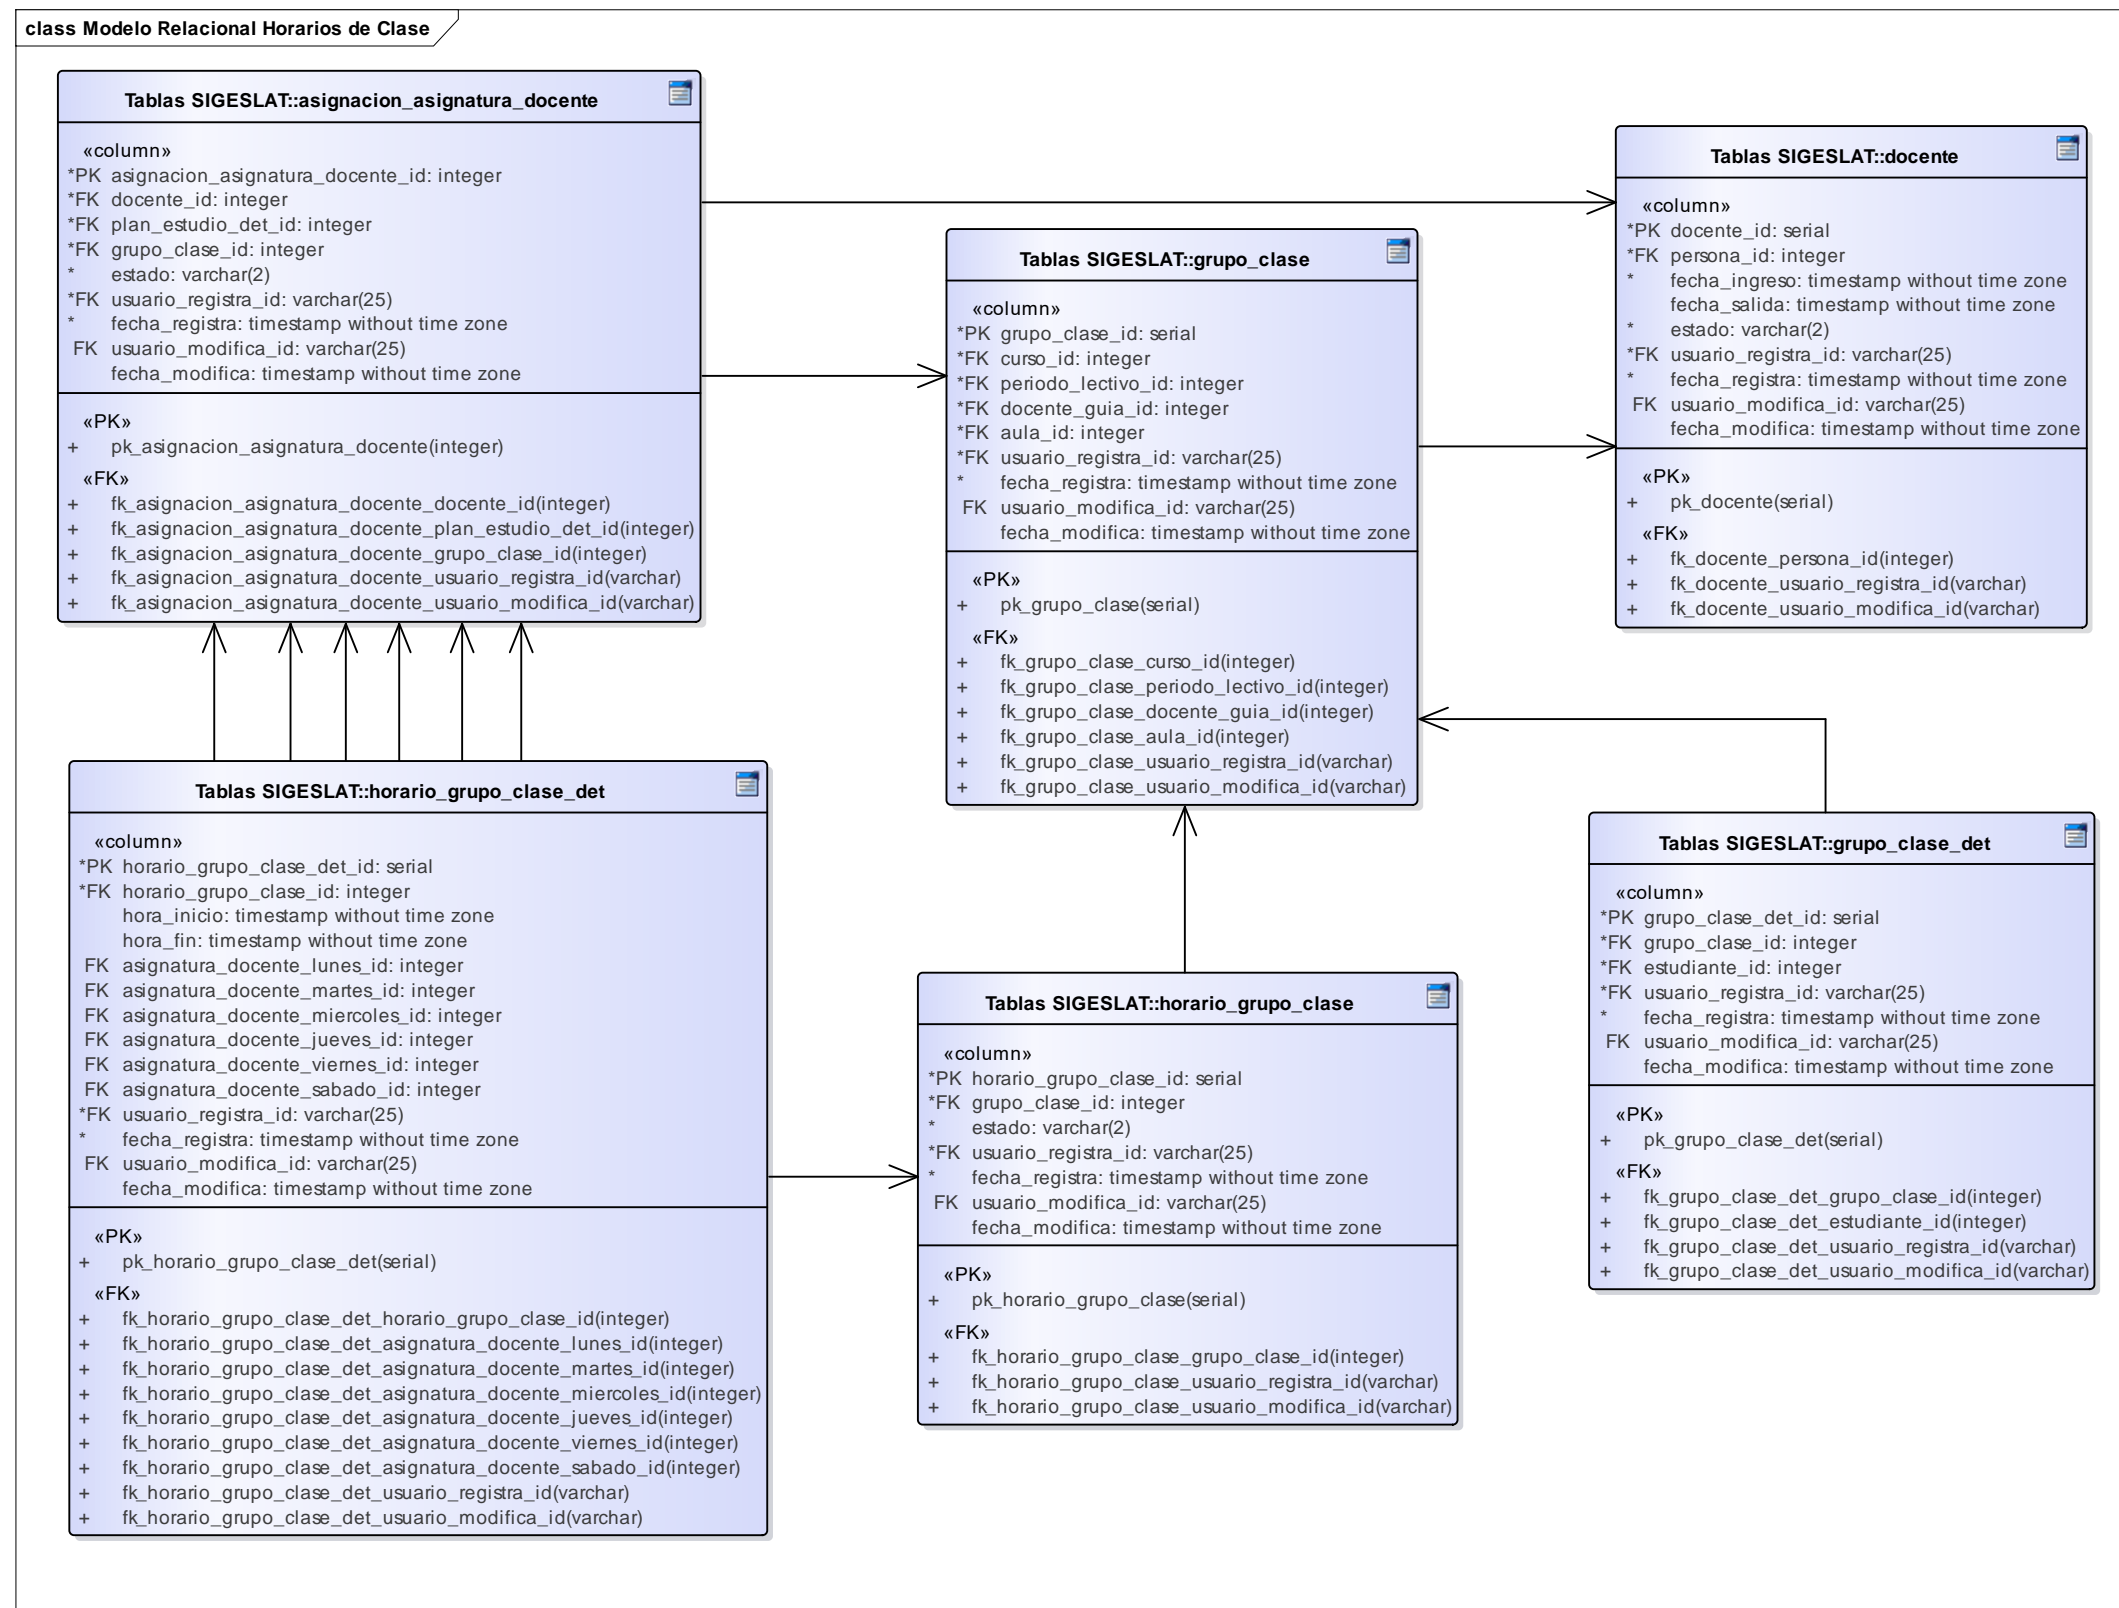 class Modelo Relacional Horarios de Clase
Tablas SIGESLAT::asignacion_asignatura_docente
«column»
*PK asignacion_asignatura_docente_id: integer
*FK docente_id: integer
*FK plan_estudio_det_id: integer
*FK grupo_clase_id: integer
* estado: varchar(2)
*FK usuario_registra_id: varchar(25)
* fecha_registra: timestamp without time zone
FK usuario_modifica_id: varchar(25)
fecha_modifica: timestamp without time zone
«PK»
+ pk_asignacion_asignatura_docente(integer)
«FK»
+ fk_asignacion_asignatura_docente_docente_id(integer)
+ fk_asignacion_asignatura_docente_plan_estudio_det_id(integer)
+ fk_asignacion_asignatura_docente_grupo_clase_id(integer)
+ fk_asignacion_asignatura_docente_usuario_registra_id(varchar)
+ fk_asignacion_asignatura_docente_usuario_modifica_id(varchar)
Tablas SIGESLAT::grupo_clase
«column»
*PK grupo_clase_id: serial
*FK curso_id: integer
*FK periodo_lectivo_id: integer
*FK docente_guia_id: integer
*FK aula_id: integer
*FK usuario_registra_id: varchar(25)
* fecha_registra: timestamp without time zone
FK usuario_modifica_id: varchar(25)
fecha_modifica: timestamp without time zone
«PK»
+ pk_grupo_clase(serial)
«FK»
+ fk_grupo_clase_curso_id(integer)
+ fk_grupo_clase_periodo_lectivo_id(integer)
+ fk_grupo_clase_docente_guia_id(integer)
+ fk_grupo_clase_aula_id(integer)
+ fk_grupo_clase_usuario_registra_id(varchar)
+ fk_grupo_clase_usuario_modifica_id(varchar)
Tablas SIGESLAT::docente
«column»
*PK docente_id: serial
*FK persona_id: integer
* fecha_ingreso: timestamp without time zone
fecha_salida: timestamp without time zone
* estado: varchar(2)
*FK usuario_registra_id: varchar(25)
* fecha_registra: timestamp without time zone
FK usuario_modifica_id: varchar(25)
fecha_modifica: timestamp without time zone
«PK»
+ pk_docente(serial)
«FK»
+ fk_docente_persona_id(integer)
+ fk_docente_usuario_registra_id(varchar)
+ fk_docente_usuario_modifica_id(varchar)
Tablas SIGESLAT::horario_grupo_clase_det
«column»
*PK horario_grupo_clase_det_id: serial
*FK horario_grupo_clase_id: integer
hora_inicio: timestamp without time zone
hora_fin: timestamp without time zone
FK asignatura_docente_lunes_id: integer
FK asignatura_docente_martes_id: integer
FK asignatura_docente_miercoles_id: integer
FK asignatura_docente_jueves_id: integer
FK asignatura_docente_viernes_id: integer
FK asignatura_docente_sabado_id: integer
*FK usuario_registra_id: varchar(25)
* fecha_registra: timestamp without time zone
FK usuario_modifica_id: varchar(25)
fecha_modifica: timestamp without time zone
«PK»
+ pk_horario_grupo_clase_det(serial)
«FK»
+ fk_horario_grupo_clase_det_horario_grupo_clase_id(integer)
+ fk_horario_grupo_clase_det_asignatura_docente_lunes_id(integer)
+ fk_horario_grupo_clase_det_asignatura_docente_martes_id(integer)
+ fk_horario_grupo_clase_det_asignatura_docente_miercoles_id(integer)
+ fk_horario_grupo_clase_det_asignatura_docente_jueves_id(integer)
+ fk_horario_grupo_clase_det_asignatura_docente_viernes_id(integer)
+ fk_horario_grupo_clase_det_asignatura_docente_sabado_id(integer)
+ fk_horario_grupo_clase_det_usuario_registra_id(varchar)
+ fk_horario_grupo_clase_det_usuario_modifica_id(varchar)
Tablas SIGESLAT::horario_grupo_clase
«column»
*PK horario_grupo_clase_id: serial
*FK grupo_clase_id: integer
* estado: varchar(2)
*FK usuario_registra_id: varchar(25)
* fecha_registra: timestamp without time zone
FK usuario_modifica_id: varchar(25)
fecha_modifica: timestamp without time zone
«PK»
+ pk_horario_grupo_clase(serial)
«FK»
+ fk_horario_grupo_clase_grupo_clase_id(integer)
+ fk_horario_grupo_clase_usuario_registra_id(varchar)
+ fk_horario_grupo_clase_usuario_modifica_id(varchar)
Tablas SIGESLAT::grupo_clase_det
«column»
*PK grupo_clase_det_id: serial
*FK grupo_clase_id: integer
*FK estudiante_id: integer
*FK usuario_registra_id: varchar(25)
* fecha_registra: timestamp without time zone
FK usuario_modifica_id: varchar(25)
fecha_modifica: timestamp without time zone
«PK»
+ pk_grupo_clase_det(serial)
«FK»
+ fk_grupo_clase_det_grupo_clase_id(integer)
+ fk_grupo_clase_det_estudiante_id(integer)
+ fk_grupo_clase_det_usuario_registra_id(varchar)
+ fk_grupo_clase_det_usuario_modifica_id(varchar)